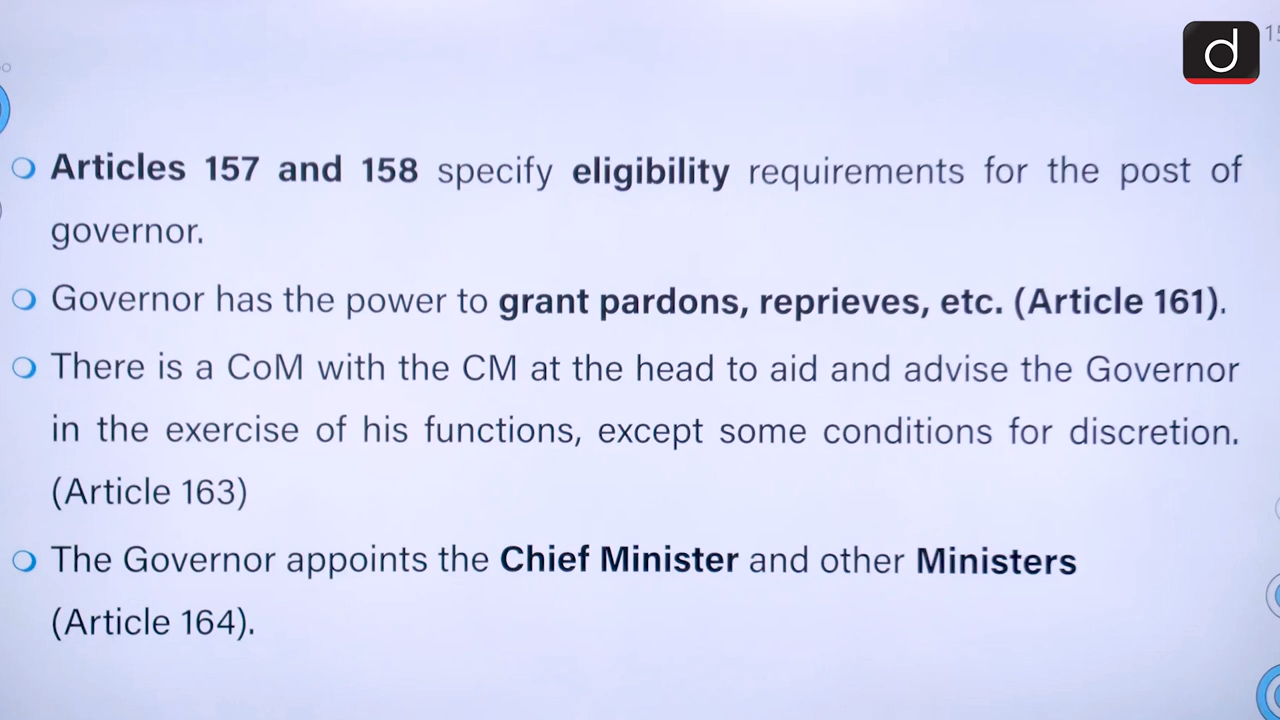 d
Articles 157 and 158 specify eligibility requirements for the post of
governor.
Governor has the power to grant pardons, reprieves, etc. (Article 161).
There is a CoM with the CM at the head to aid and advise the Governor
in the exercise of his functions, except some conditions for discretion.
(Article 163)
The Governor appoints the Chief Minister and other Ministers
(Article 164).